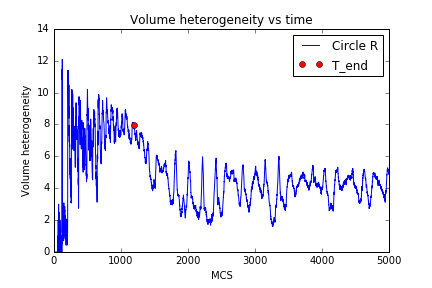 Volume heterogeneity vs time
14
12
10
8
6
4
2
0
Volume heterogeneity
Circle R
T_end
0 1000 2000 3000 4000 5000
MCS